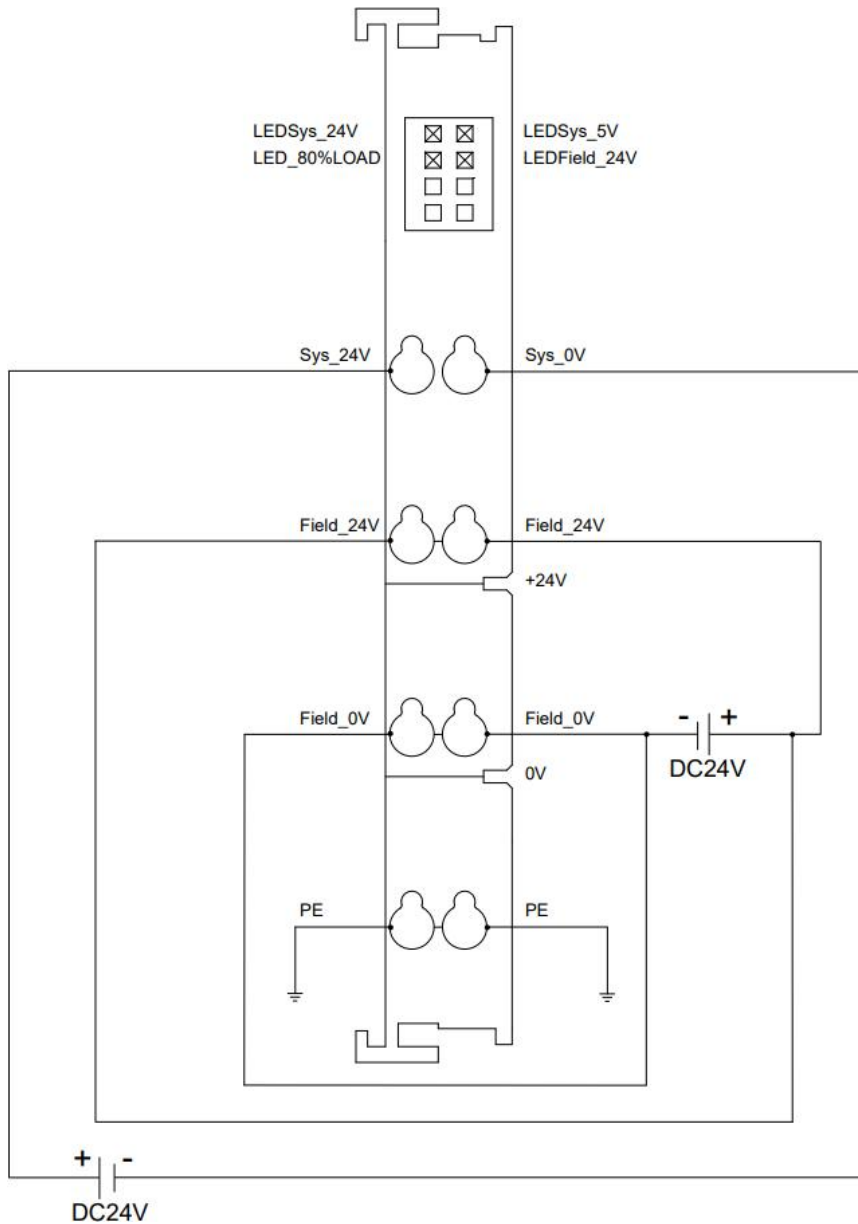 LEDSys_24V LEDSys_5V
LED_80%LOAD LEDField_24V
Sys_24V Sys_0V
Field_24V Field_24V
+24V
Field_0V Field_0V - +
DC24V
0V
PE PE
+ -
DC24V